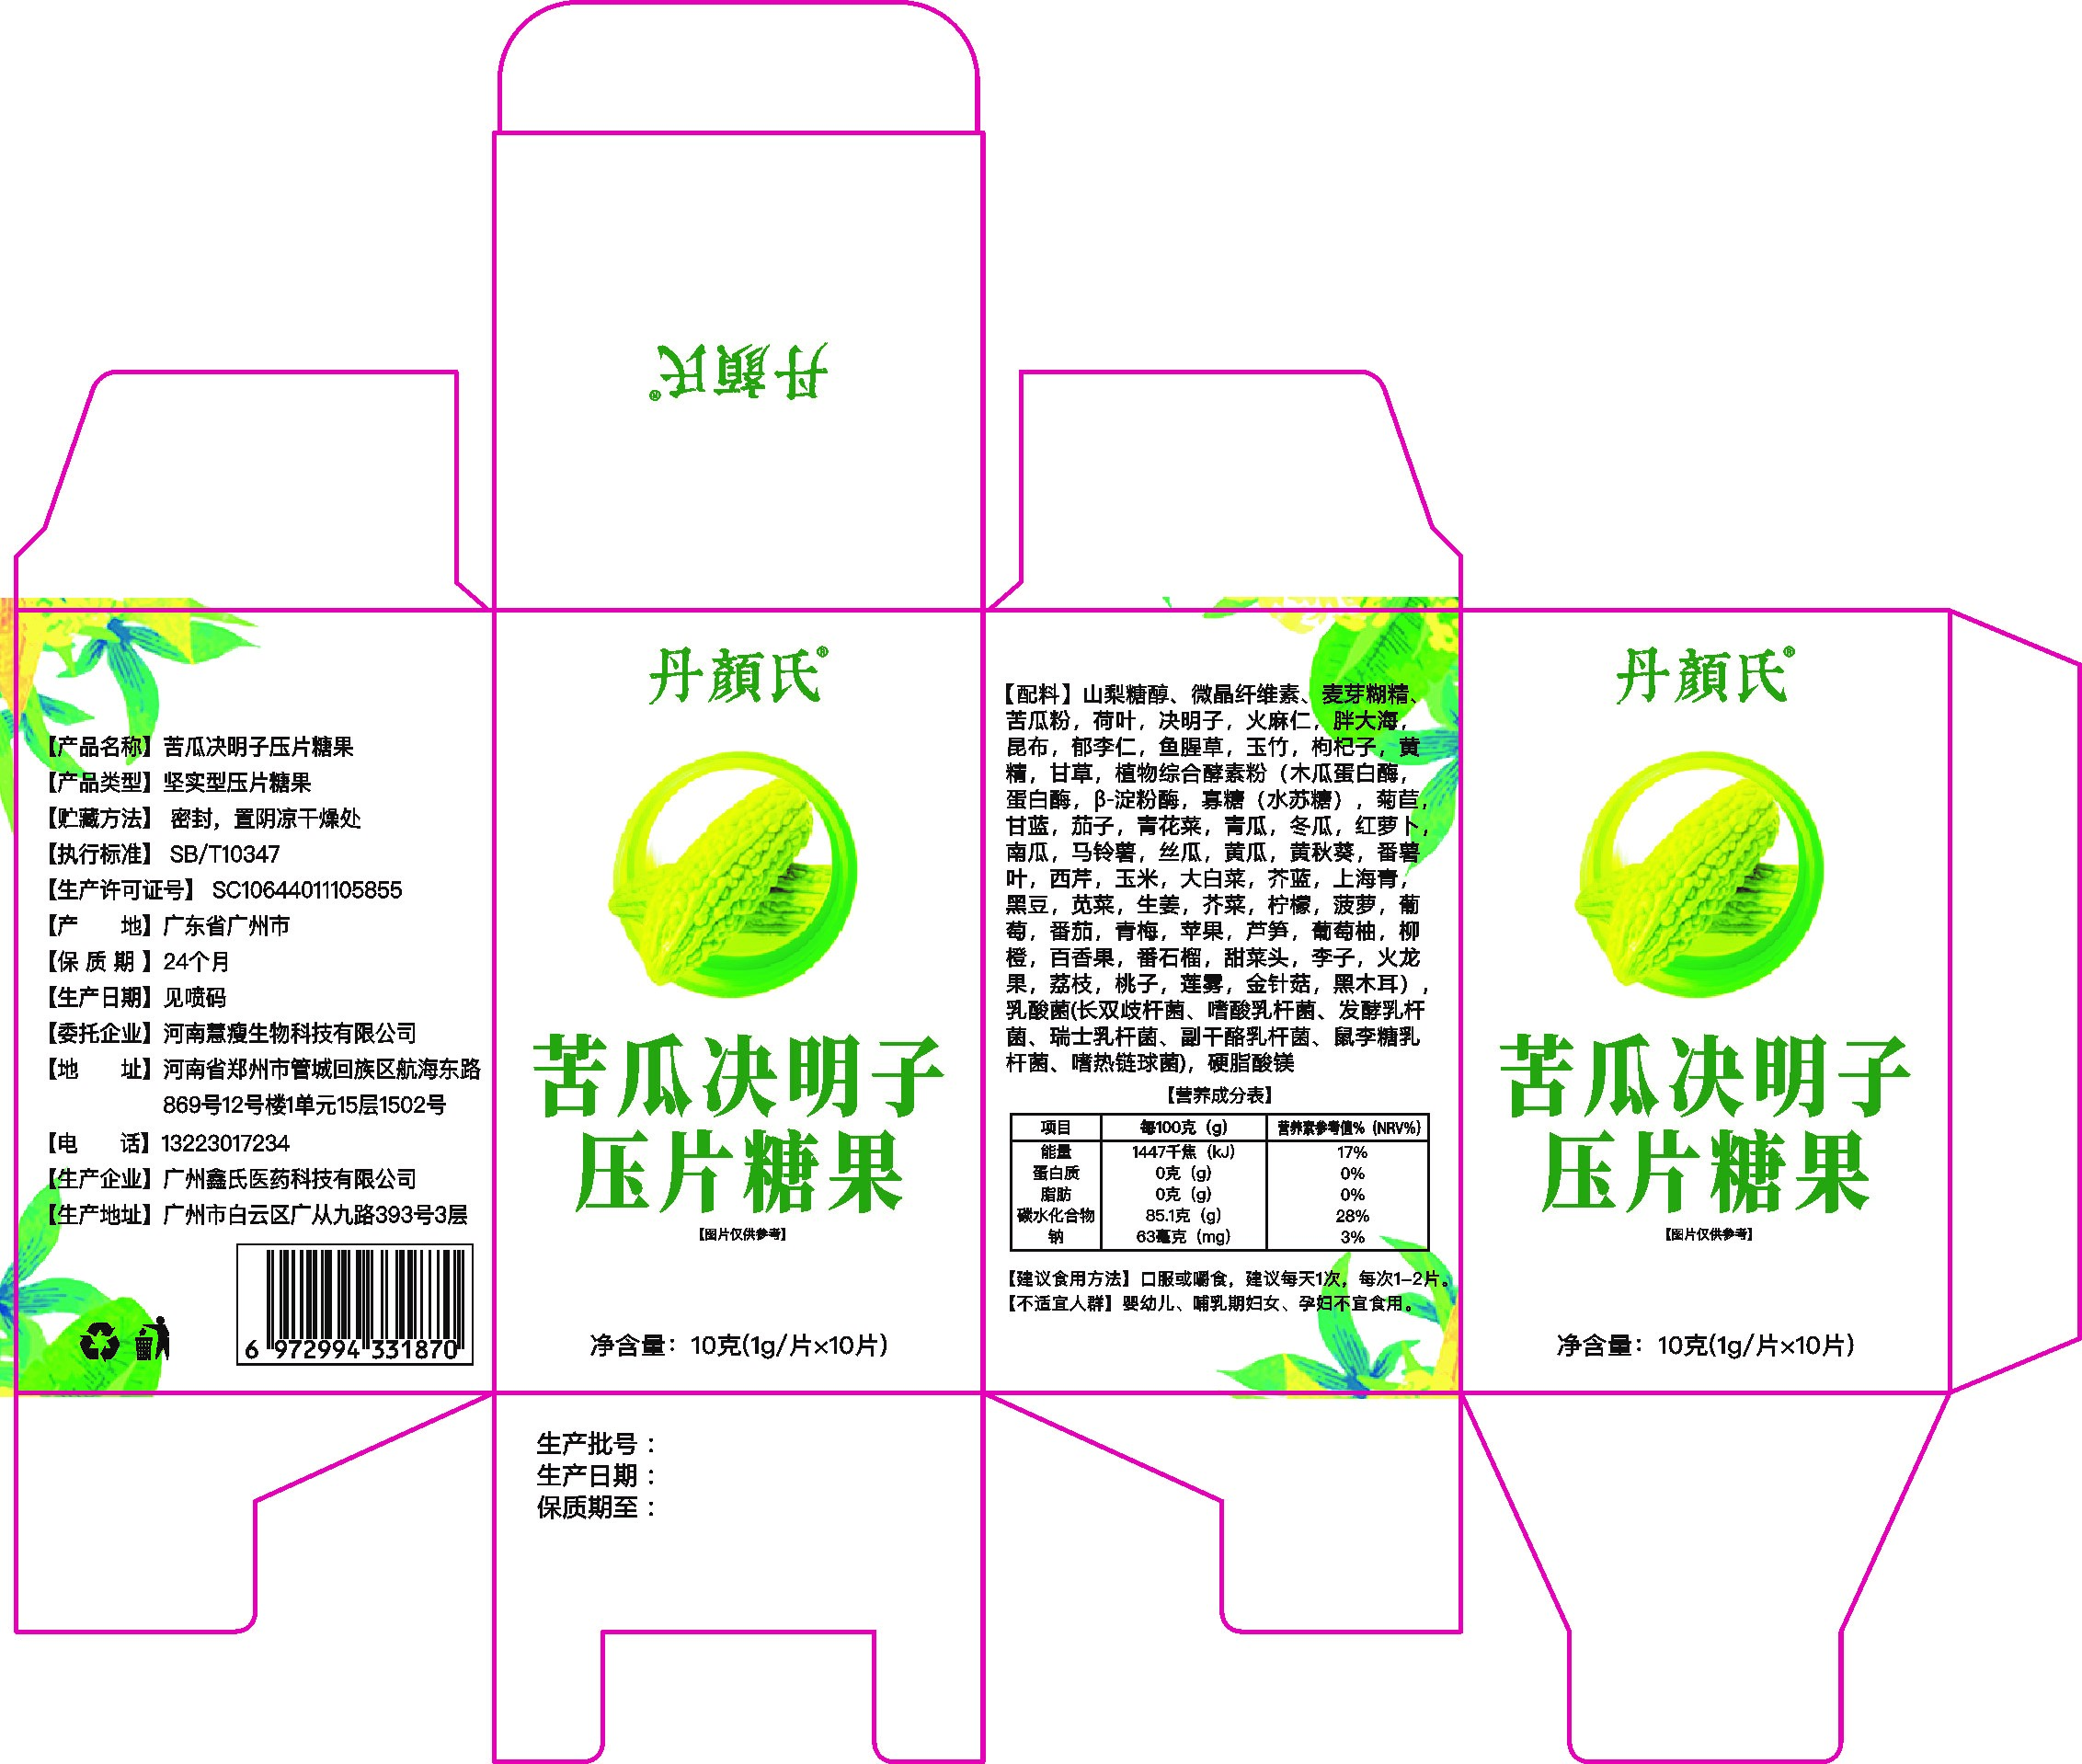 丹顏氏®
【产品名称】苦瓜决明子压片糖果
【产品类型】坚实型压片糖果
【贮藏方法】 密封，置阴凉干燥处
【执行标准】 SB/T10347
【生产许可证号】 SC10644011105855
【产 地】广东省广州市
【保 质 期 】24个月
【生产日期】见喷码
【委托企业】河南慧瘦生物科技有限公司
【地 址】河南省郑州市管城回族区航海东路
869号12号楼1单元15层1502号
【电 话】13223017234
【生产企业】广州鑫氏医药科技有限公司
【生产地址】广州市白云区广从九路393号3层
6 972994 331870
丹顏氏®
苦瓜决明子
压片糖果
【图片仅供参考】
净含量：10克(1g/片×10片)
【配料】山梨糖醇、微晶纤维素、麦芽糊精、
苦瓜粉，荷叶，决明子，火麻仁，胖大海，
昆布，郁李仁，鱼腥草，玉竹，枸杞子，黄
精，甘草，植物综合酵素粉（木瓜蛋白酶，
蛋白酶，β-淀粉酶，寡糖（水苏糖），菊苣，
甘蓝，茄子，青花菜，青瓜，冬瓜，红萝卜，
南瓜，马铃薯，丝瓜，黄瓜，黄秋葵，番薯
叶，西芹，玉米，大白菜，芥蓝，上海青，
黑豆，苋菜，生姜，芥菜，柠檬，菠萝，葡
萄，番茄，青梅，苹果，芦笋，葡萄柚，柳
橙，百香果，番石榴，甜菜头，李子，火龙
果，荔枝，桃子，莲雾，金针菇，黑木耳），
乳酸菌(长双歧杆菌、嗜酸乳杆菌、发酵乳杆
菌、瑞士乳杆菌、副干酪乳杆菌、鼠李糖乳
杆菌、嗜热链球菌)，硬脂酸镁
【营养成分表】
项目 每100克（g） 营养素参考值%（NRV%）
能量 1447千焦（kJ） 17%
蛋白质 0克（g） 0%
脂肪 0克（g） 0%
碳水化合物 85.1克（g） 28%
钠 63毫克（mg） 3%
【建议食用方法】口服或嚼食，建议每天1次，每次1-2片。
【不适宜人群】婴幼儿、哺乳期妇女、孕妇不宜食用。
丹顏氏®
苦瓜决明子
压片糖果
【图片仅供参考】
净含量：10克(1g/片×10片)
生产批号：
生产日期：
保质期至：